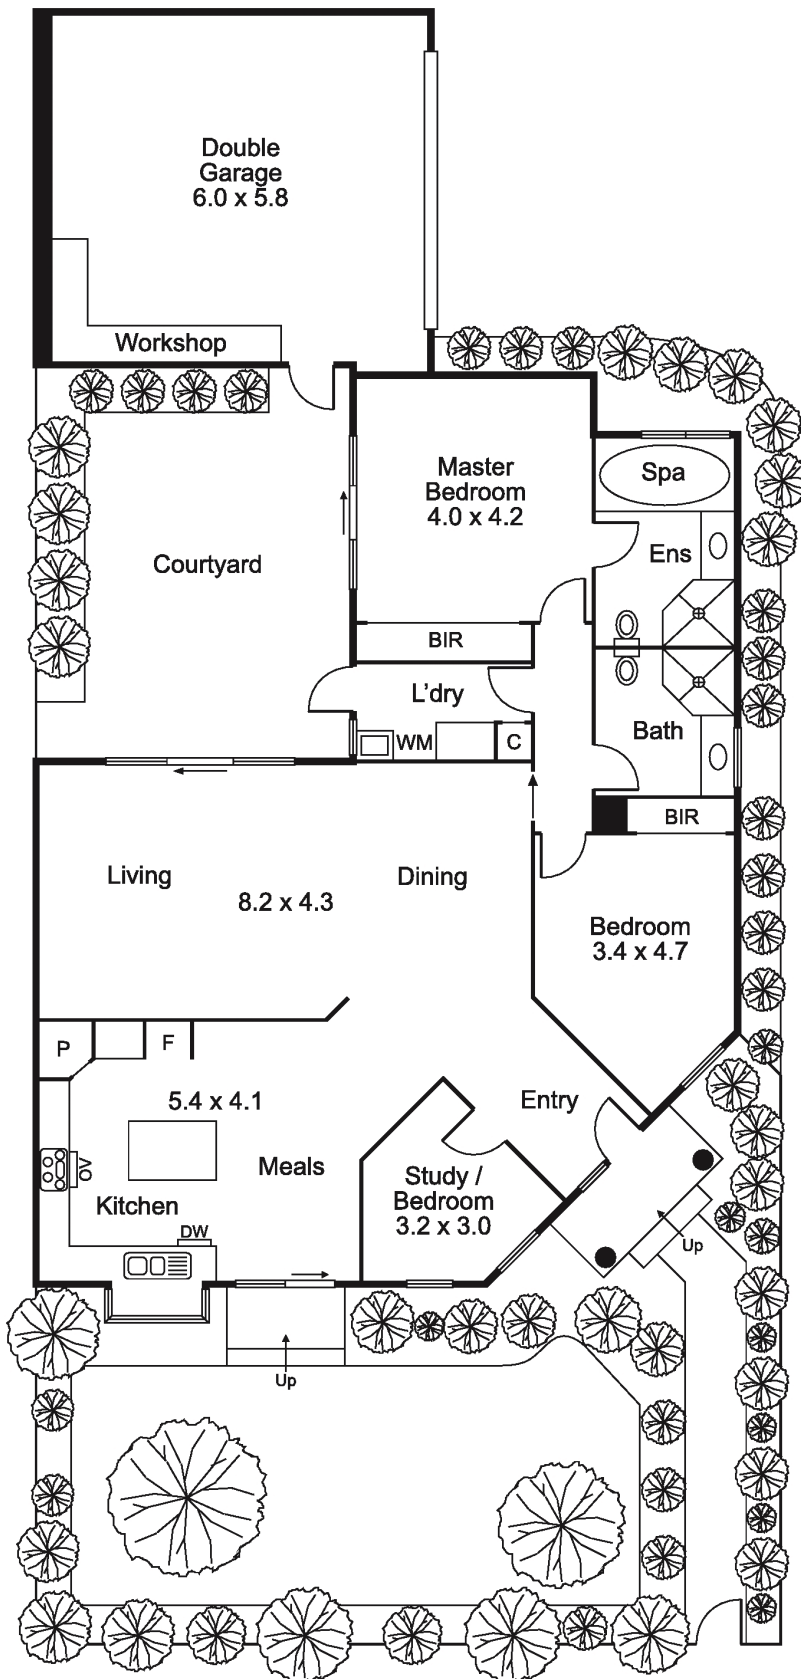 Double
Garage
6.0 x 5.8
Workshop
Master
Bedroom
4.0 x 4.2
Spa
Ens
Courtyard
BIR
L'dry
WM
C
Bath
BIR
Living
Dining
8.2 x 4.3
Bedroom
3.4 x 4.7
P
F
5.4 x 4.1
Entry
OV
Meals
Kitchen
Study /
Bedroom
3.2 x 3.0
DW
Up
Up